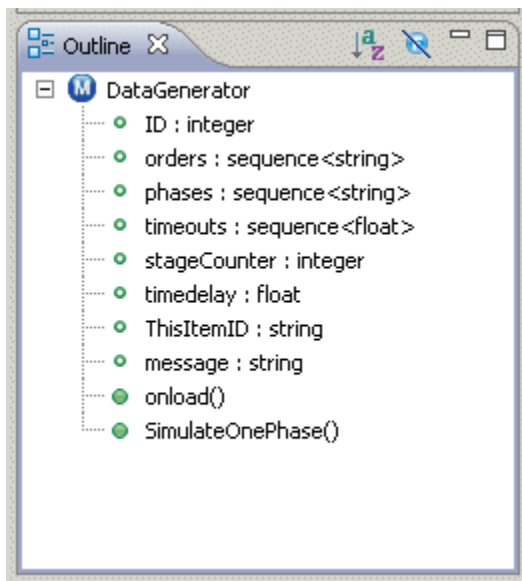 Outline
a
z
M DataGenerator
ID : integer
orders : sequence<string>
phases : sequence<string>
timeouts : sequence<float>
stageCounter : integer
timedelay : float
ThisItemID : string
message : string
onload()
SimulateOnePhase()